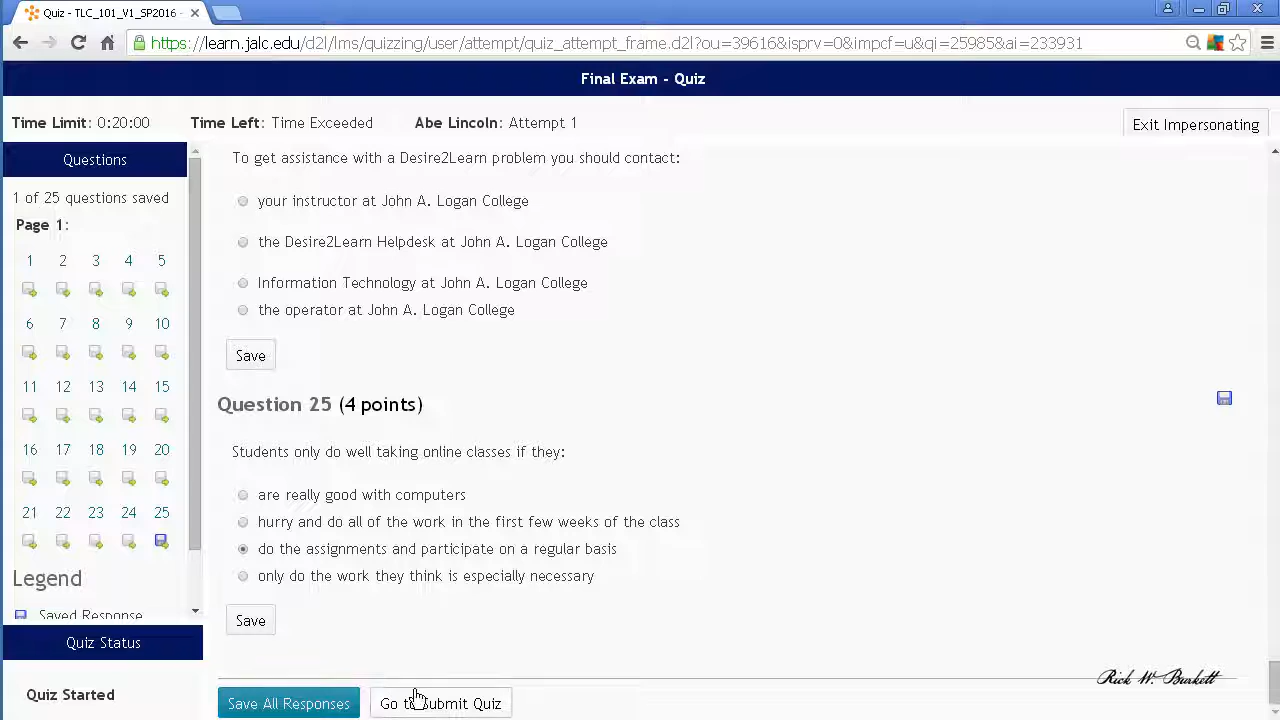 Quiz - TLC_101_V1_SP2016 - ×
https://learn.jalc.edu/d2l/lms/quizzing/user/attempt/quiz_attempt_frame.d2l?ou=39616&isprv=0&impcf=u&qi=25985&ai=233931
Final Exam - Quiz
Time Limit: 0:20:00 Time Left: Time Exceeded Abe Lincoln: Attempt 1
Exit Impersonating
Questions
1 of 25 questions saved
Page 1:
1 2 3 4 5
6 7 8 9 10
11 12 13 14 15
16 17 18 19 20
21 22 23 24 25
Legend
Saved Response
Quiz Status
Quiz Started
To get assistance with a Desire2Learn problem you should contact:
your instructor at John A. Logan College
the Desire2Learn Helpdesk at John A. Logan College
Information Technology at John A. Logan College
the operator at John A. Logan College
Save
Question 25 (4 points)
Students only do well taking online classes if they:
are really good with computers
hurry and do all of the work in the first few weeks of the class
do the assignments and participate on a regular basis
only do the work they think is especially necessary
Save
Rick W. Burkett
Save All Responses Go to Submit Quiz